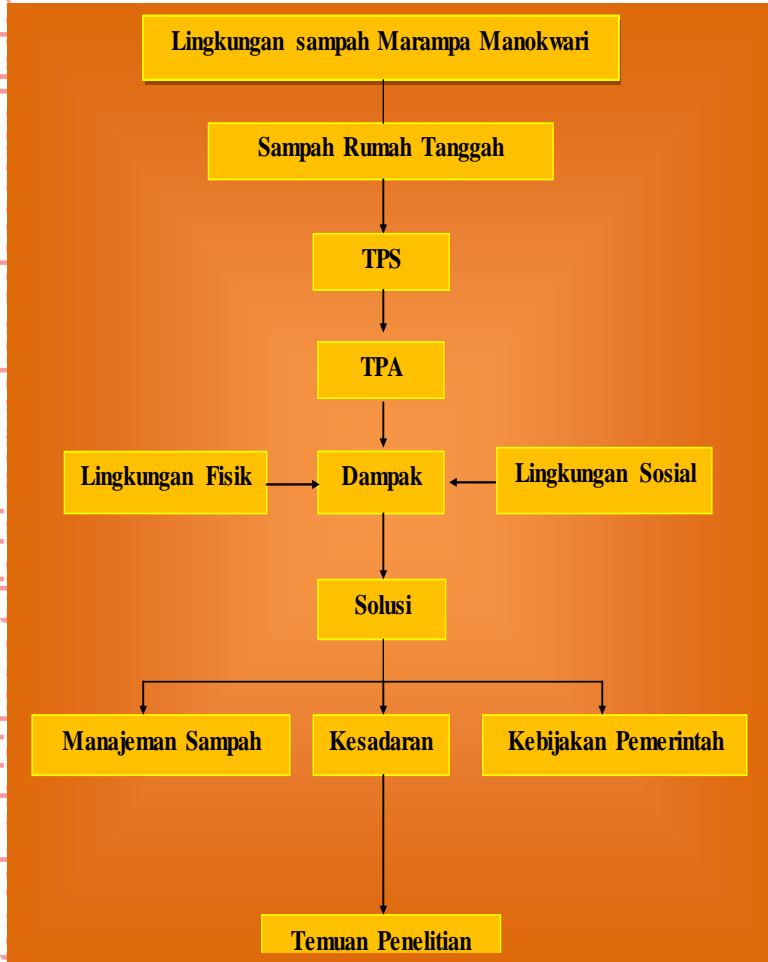 Lingkungan sampah Marampa Manokwari
Sampah Rumah Tanggah
TPS
TPA
Lingkungan Fisik
Dampak
Lingkungan Sosial
Solusi
Manajeman Sampah
Kesadaran
Kebijakan Pemerintah
Temuan Penelitian